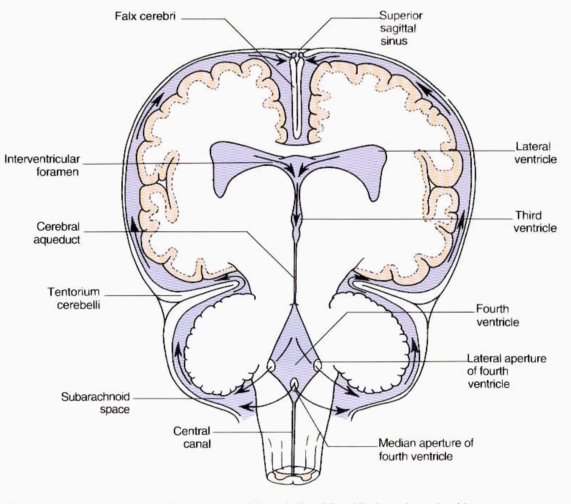 Falx cerebri
Superior
sagittal
sinus
Interventricular
foramen
Lateral
ventricle
Cerebral
aqueduct
Third
ventricle
Tentorium
cerebelli
Fourth
ventricle
Lateral aperture
of fourth
ventricle
Subarachnoid
space
Central
canal
Median aperture of
fourth ventricle